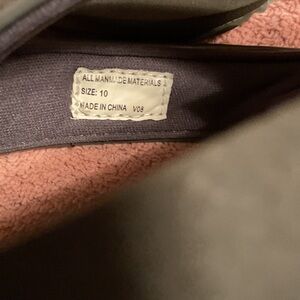 ALL MANMADE MATERIALS
SIZE: 10
MADE IN CHINA V08